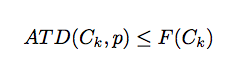 ATD(C_k, p) ≤ F(C_k)